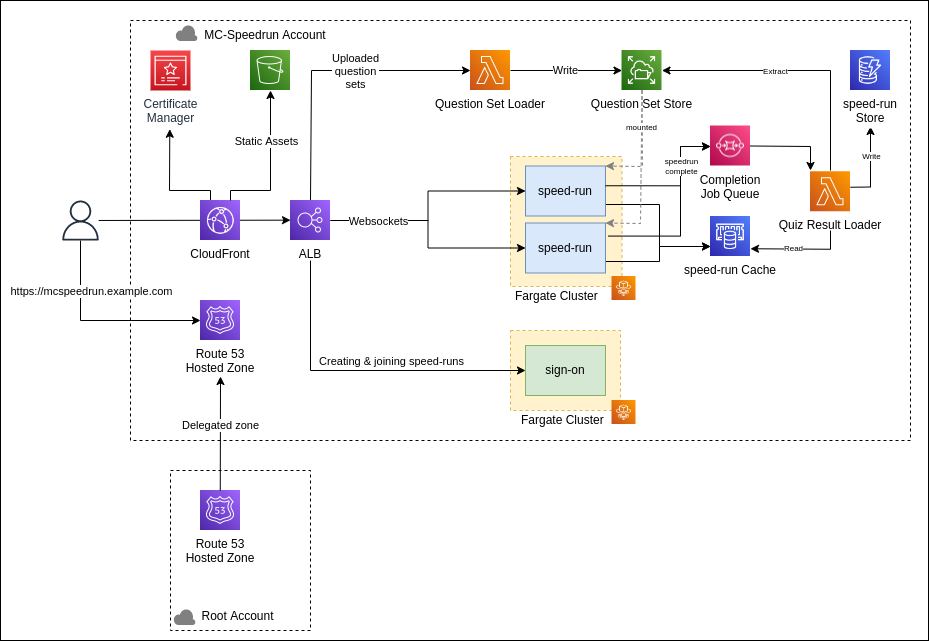 MC-Speedrun Account
Certificate
Manager
Static Assets
Uploaded
question
sets
Question Set Loader
Write
Question Set Store
Extract
speed-run
Store
mounted
speedrun
complete
Completion
Job Queue
Write
Quiz Result Loader
speed-run
speed-run
Fargate Cluster
Read
speed-run Cache
CloudFront
ALB
Websockets
https://mcspeedrun.example.com
53
Route 53
Hosted Zone
Creating & joining speed-runs
sign-on
Fargate Cluster
Delegated zone
53
Route 53
Hosted Zone
Root Account